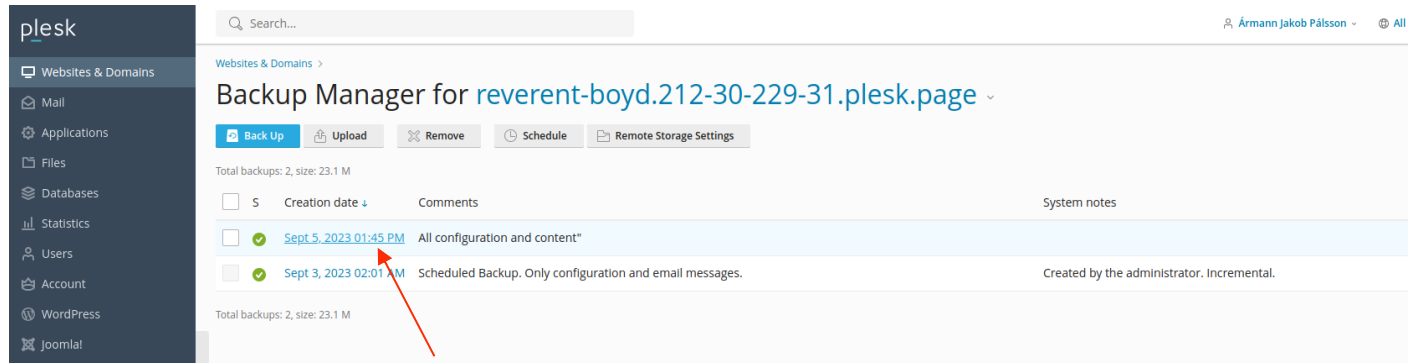 plesk
Search...
Ármann Jakob Pálsson
All
Websites & Domains
Mail
Applications
Files
Databases
Statistics
Users
Account
WordPress
Joomla!
Websites & Domains >
Backup Manager for reverent-boyd.212-30-229-31.plesk.page
Back Up Upload Remove Schedule Remote Storage Settings
Total backups: 2, size: 23.1 M
S Creation date ↓ Comments System notes
Sept 5, 2023 01:45 PM All configuration and content"
Sept 3, 2023 02:01 AM Scheduled Backup. Only configuration and email messages. Created by the administrator. Incremental.
Total backups: 2, size: 23.1 M